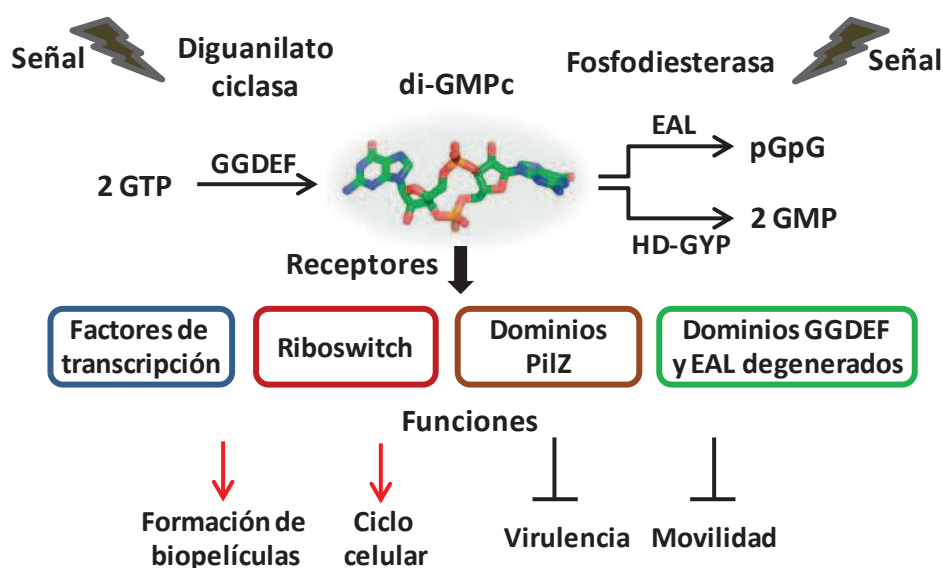 Señal
Diguanilato
ciclasa
di-GMPc
Fosfodiesterasa
Señal
2 GTP
GGDEF
EAL
pGpG
HD-GYP
2 GMP
Receptores
Factores de
transcripción
Riboswitch
Dominios
PilZ
Dominios GGDEF
y EAL degenerados
Funciones
Formación de
biopelículas
Ciclo
celular
Virulencia
Movilidad